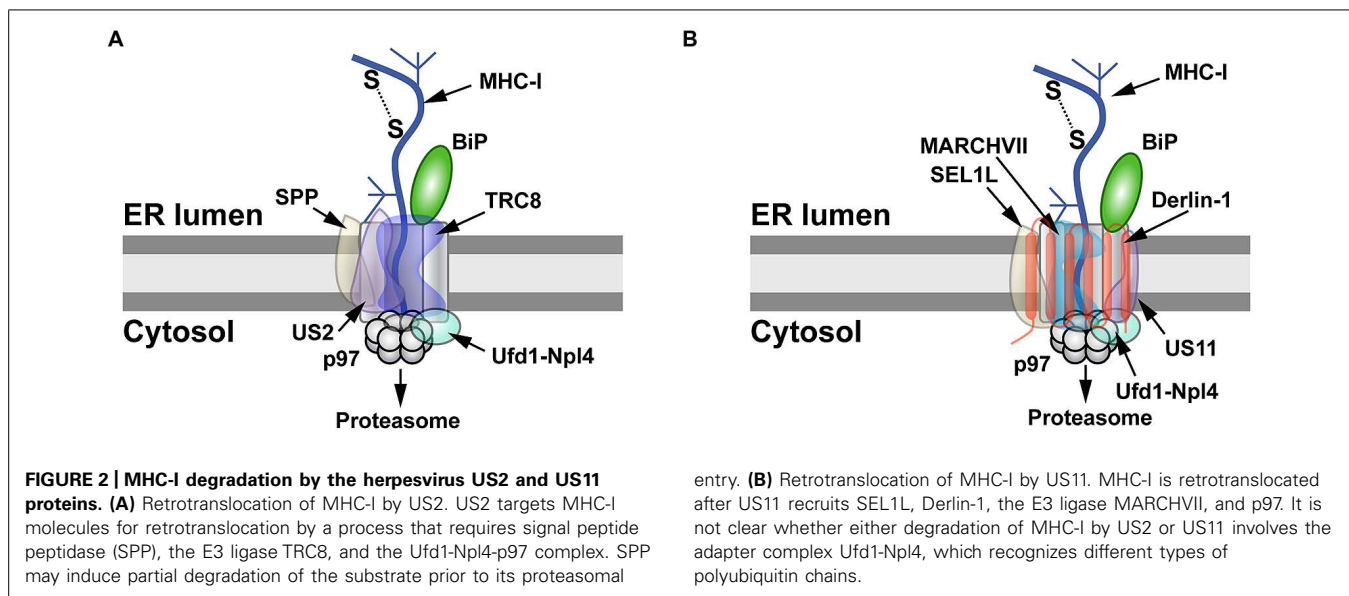 A
S
S
MHC-I
BiP
SPP
TRC8
ER lumen
Cytosol
US2
p97
Ufd1-Npl4
Proteasome
B
S
S
MHC-I
MARCHVII
SEL1L
BiP
Derlin-1
ER lumen
Cytosol
p97
US11
Ufd1-Npl4
Proteasome
FIGURE 2 | MHC-I degradation by the herpesvirus US2 and US11
proteins. (A) Retrotranslocation of MHC-I by US2. US2 targets MHC-I
molecules for retrotranslocation by a process that requires signal peptide
peptidase (SPP), the E3 ligase TRC8, and the Ufd1-Npl4-p97 complex. SPP
may induce partial degradation of the substrate prior to its proteasomal
entry. (B) Retrotranslocation of MHC-I by US11. MHC-I is retrotranslocated
after US11 recruits SEL1L, Derlin-1, the E3 ligase MARCHVII, and p97. It is
not clear whether either degradation of MHC-I by US2 or US11 involves the
adapter complex Ufd1-Npl4, which recognizes different types of
polyubiquitin chains.